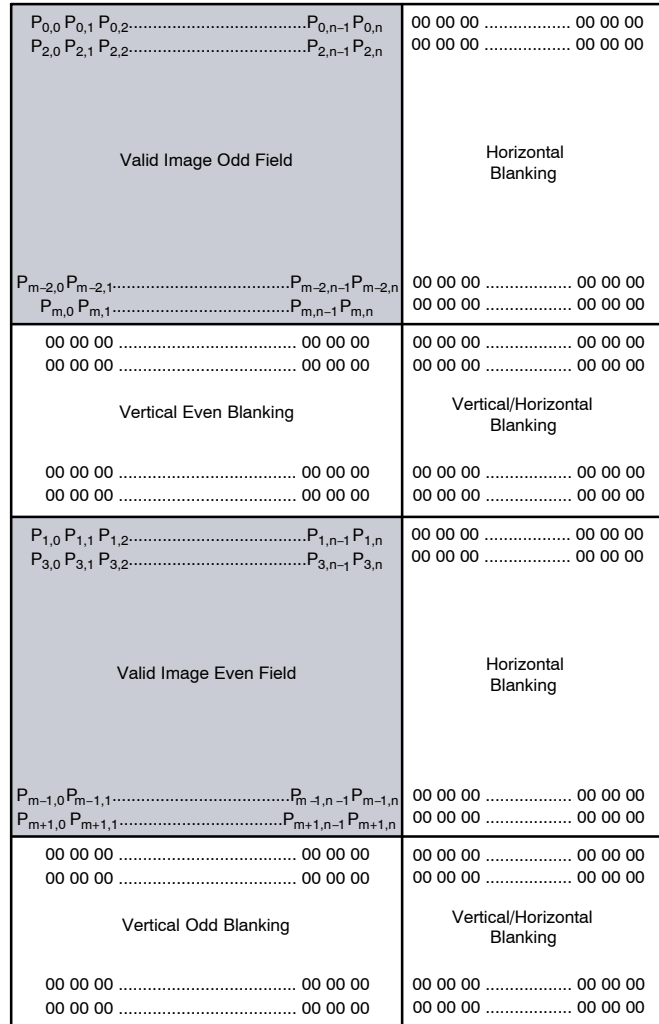 P0,0 P0,1 P0,2.....................................P0,n−1 P0,n 00 00 00 .................. 00 00 00
P2,0 P2,1 P2,2.....................................P2,n−1 P2,n 00 00 00 .................. 00 00 00
Valid Image Odd Field
Horizontal
Blanking
Pm−2,0 Pm−2,1.....................................Pm−2,n−1 Pm−2,n 00 00 00 .................. 00 00 00
Pm,0 Pm,1.....................................Pm,n−1 Pm,n 00 00 00 .................. 00 00 00
00 00 00 ..................................... 00 00 00 00 00 00 .................. 00 00 00
00 00 00 ..................................... 00 00 00 00 00 00 .................. 00 00 00
Vertical Even Blanking
Vertical/Horizontal
Blanking
00 00 00 ..................................... 00 00 00 00 00 00 .................. 00 00 00
00 00 00 ..................................... 00 00 00 00 00 00 .................. 00 00 00
P1,0 P1,1 P1,2.....................................P1,n−1 P1,n 00 00 00 .................. 00 00 00
P3,0 P3,1 P3,2.....................................P3,n−1 P3,n 00 00 00 .................. 00 00 00
Valid Image Even Field
Horizontal
Blanking
Pm−1,0 Pm−1,1.....................................Pm−1,n−1 Pm−1,n 00 00 00 .................. 00 00 00
Pm+1,0 Pm+1,1..................................Pm+1,n−1 Pm+1,n 00 00 00 .................. 00 00 00
00 00 00 ..................................... 00 00 00 00 00 00 .................. 00 00 00
00 00 00 ..................................... 00 00 00 00 00 00 .................. 00 00 00
Vertical Odd Blanking
Vertical/Horizontal
Blanking
00 00 00 ..................................... 00 00 00 00 00 00 .................. 00 00 00
00 00 00 ..................................... 00 00 00 00 00 00 .................. 00 00 00